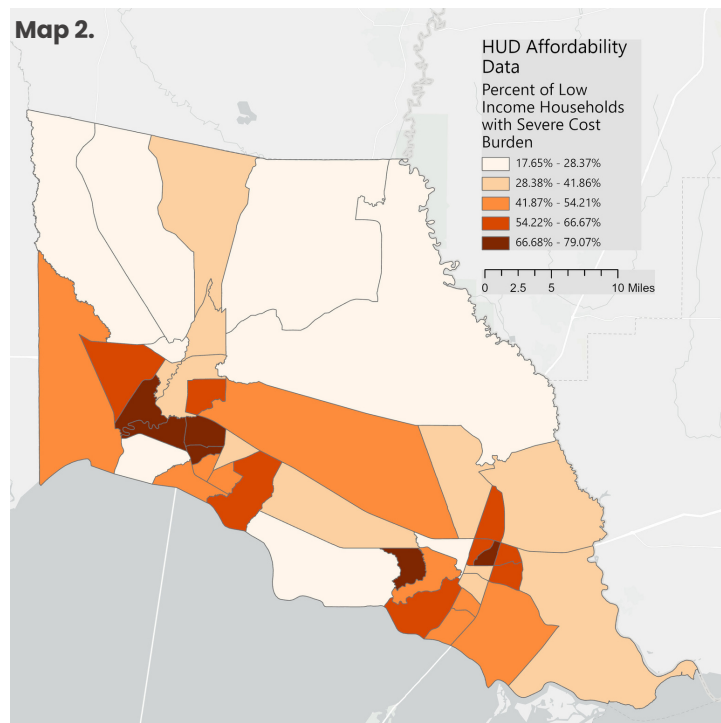 Map 2.
HUD Affordability
Data
Percent of Low
Income Households
with Severe Cost
Burden
17.65% - 28.37%
28.38% - 41.86%
41.87% - 54.21%
54.22% - 66.67%
66.68% - 79.07%
0 2.5 5 10 Miles